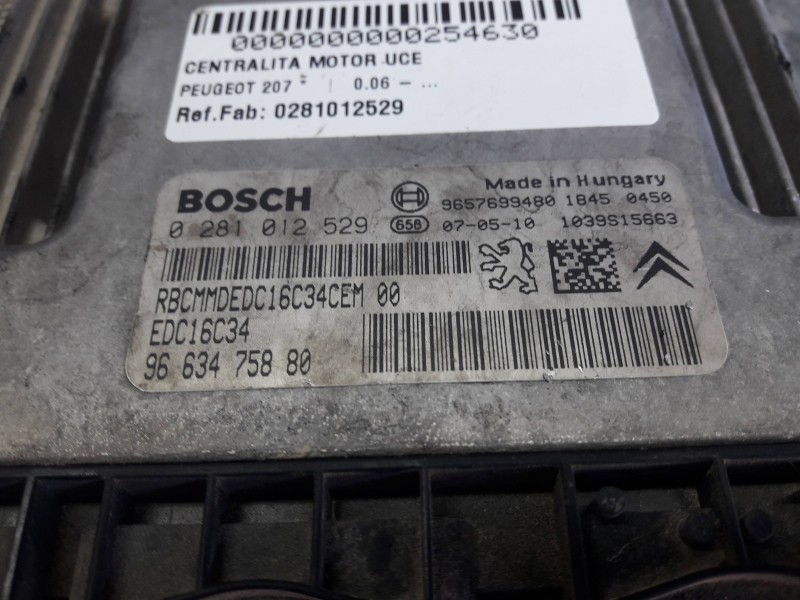 0000000000254630
CENTRALITA MOTOR UCE
PEUGEOT 207 * | 0.06 - ...
Ref.Fab: 0281012529
BOSCH
Made in Hungary
9657699480 1845 0450
0 281 012 529 658 07-05-10 1039S15663
RBCMMDEDC16C34CEM 00
EDC16C34
96 634 758 80